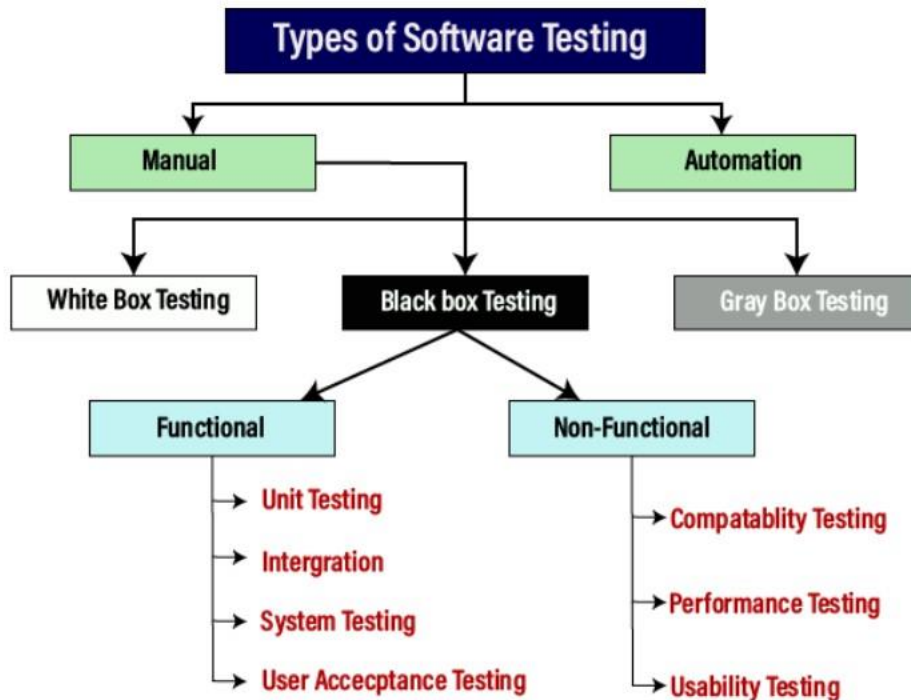 Types of Software Testing
Manual
Automation
White Box Testing
Black box Testing
Gray Box Testing
Functional
Non-Functional
Unit Testing
Intergration
System Testing
User Accecptance Testing
Compatablity Testing
Performance Testing
Usability Testing